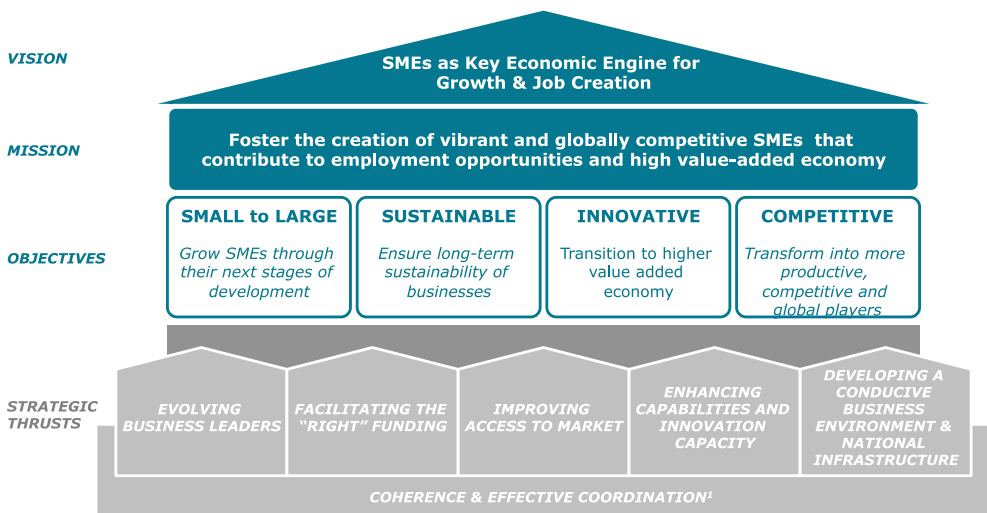 VISION
SMEs as Key Economic Engine for
Growth & Job Creation
MISSION
Foster the creation of vibrant and globally competitive SMEs that
contribute to employment opportunities and high value-added economy
OBJECTIVES
SMALL to LARGE
Grow SMEs through
their next stages of
development
SUSTAINABLE
Ensure long-term
sustainability of
businesses
INNOVATIVE
Transition to higher
value added
economy
COMPETITIVE
Transform into more
productive,
competitive and
global players
STRATEGIC
THRUSTS
EVOLVING
BUSINESS LEADERS
FACILITATING THE
“RIGHT” FUNDING
IMPROVING
ACCESS TO MARKET
ENHANCING
CAPABILITIES AND
INNOVATION
CAPACITY
DEVELOPING A
CONDUCIVE
BUSINESS
ENVIRONMENT &
NATIONAL
INFRASTRUCTURE
COHERENCE & EFFECTIVE COORDINATION¹